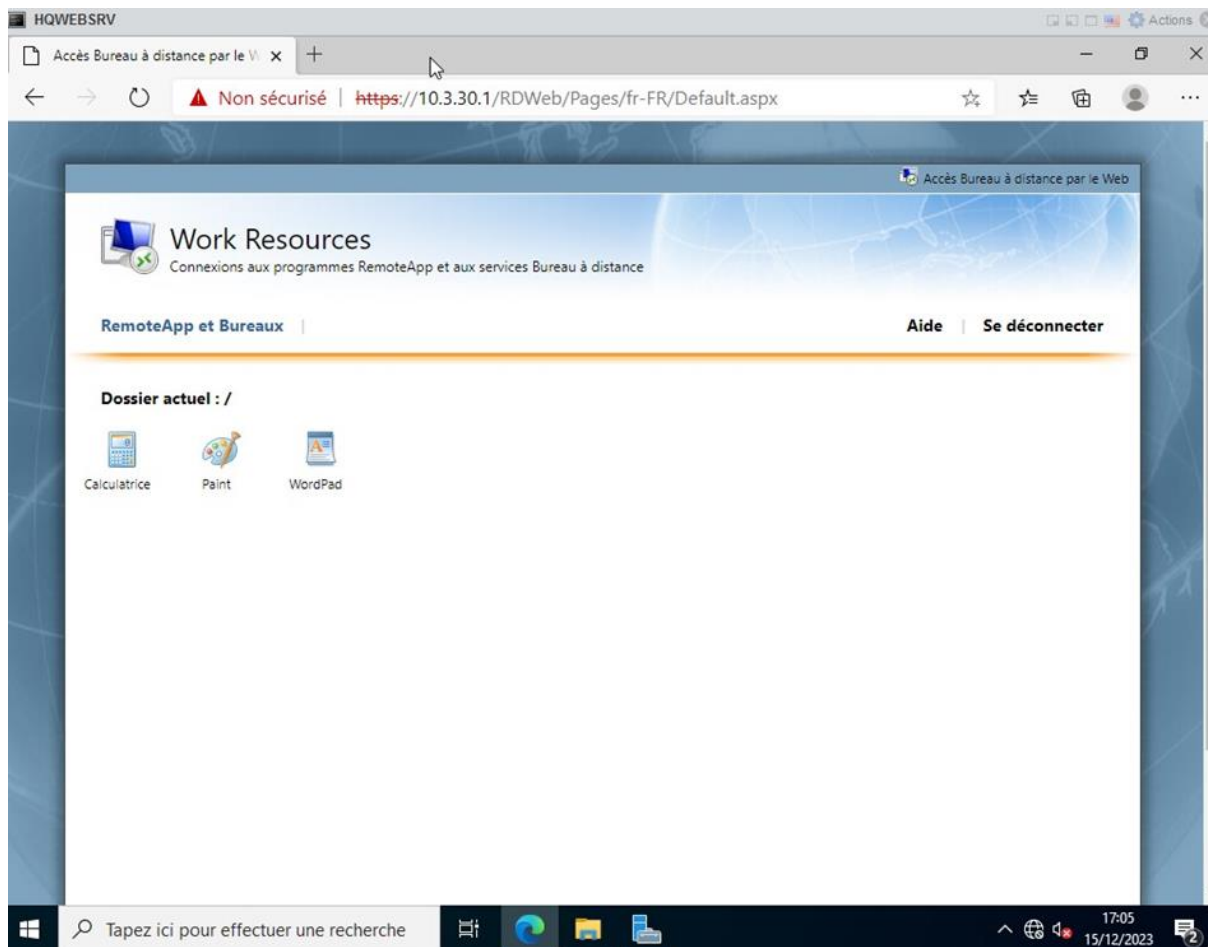 HQWEBSRV
Actions
Accès Bureau à distance par le W
Non sécurisé | https://10.3.30.1/RDWeb/Pages/fr-FR/Default.aspx
Accès Bureau à distance par le Web
Work Resources
Connexions aux programmes RemoteApp et aux services Bureau à distance
RemoteApp et Bureaux |
Aide | Se déconnecter
Dossier actuel : /
Calculatrice Paint WordPad
Tapez ici pour effectuer une recherche
17:05
15/12/2023
2